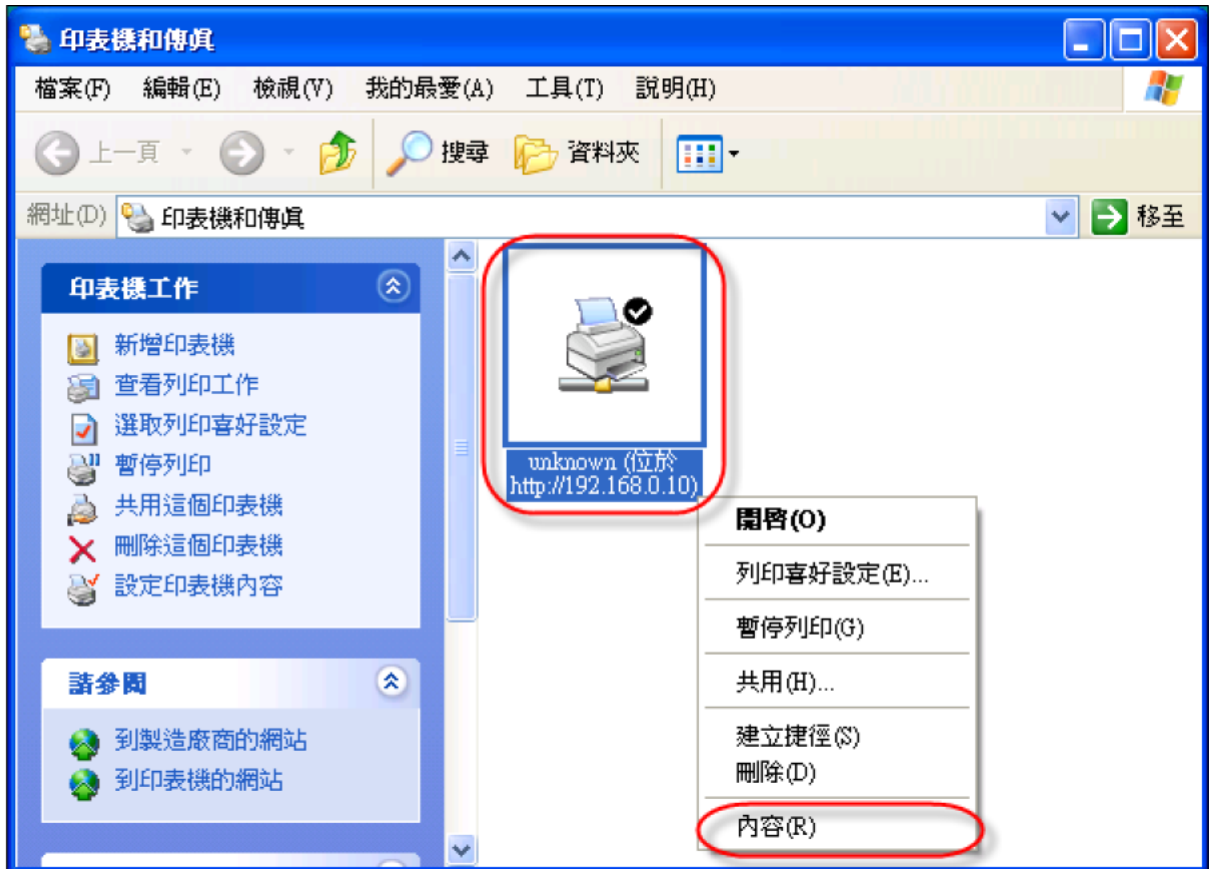 印表機和傳真
檔案(F) 編輯(E) 檢視(V) 我的最愛(A) 工具(T) 說明(H)
上一頁 搜尋 資料夾
網址(D) 印表機和傳真 移至
印表機工作
新增印表機
查看列印工作
選取列印喜好設定
暫停列印
共用這個印表機
刪除這個印表機
設定印表機內容
請參閱
到製造廠商的網站
到印表機的網站
unknown (位於
http://192.168.0.10)
開啟(O)
列印喜好設定(E)...
暫停列印(G)
共用(H)...
建立捷徑(S)
刪除(D)
內容(R)